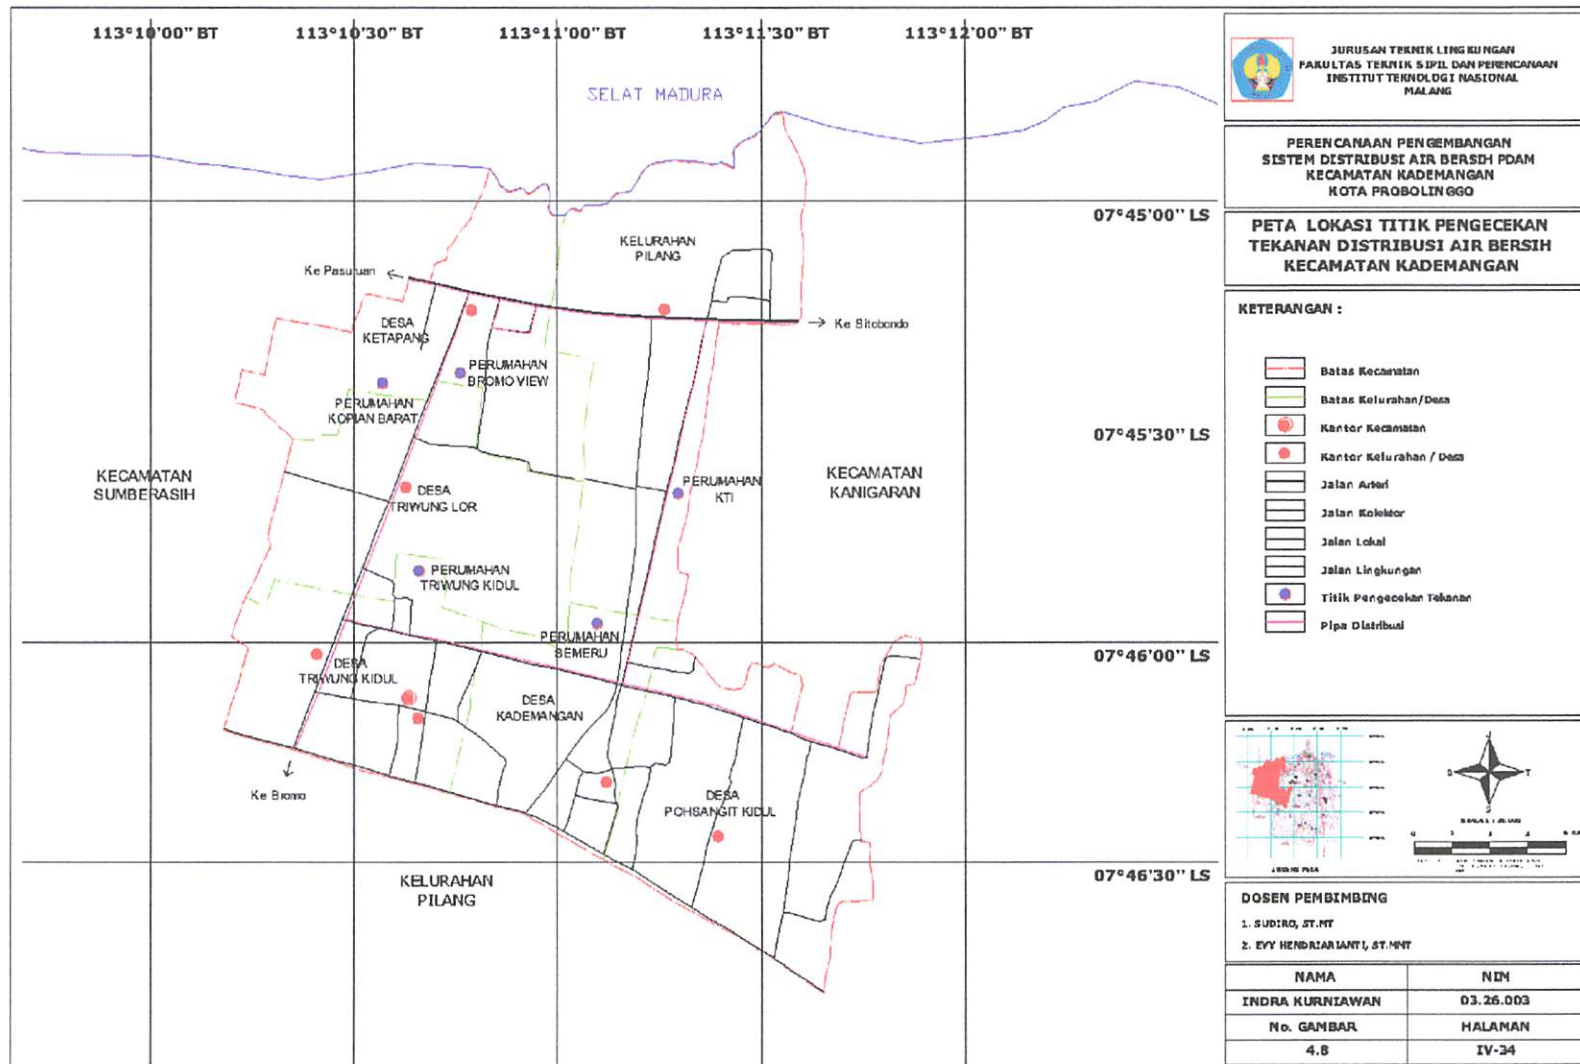 113°10'00" BT
113°10'30" BT
113°11'00" BT
113°11'30" BT
113°12'00" BT
SELAT MADURA
07°45'00" LS
KELURAHAN
PILANG
Ke Pasuruan
Ke Sitobondo
DESA
KETAPANG
PERUMAHAN
BROMO VIEW
PERUMAHAN
KOPIAN BARAT
07°45'30" LS
KECAMATAN
SUMBERASIH
DESA
TRIWUNG LOR
PERUMAHAN
KTI
KECAMATAN
KANIGARAN
PERUMAHAN
TRIWUNG KIDUL
PERUMAHAN
SEMERU
07°46'00" LS
DESA
TRIWUNG KIDUL
DESA
KADEMANGAN
Ke Bromo
DESA
POHSANGIT KIDUL
07°46'30" LS
KELURAHAN
PILANG
JURUSAN TEKNIK LINGKUNGAN
FAKULTAS TEKNIK SIPIL DAN PERENCANAAN
INSTITUT TEKNOLOGI NASIONAL
MALANG
PERENCANAAN PENGEMBANGAN
SISTEM DISTRIBUSI AIR BERSIH PDAM
KECAMATAN KADEMANGAN
KOTA PROBOLINGGO
PETA LOKASI TITIK PENGECEKAN
TEKANAN DISTRIBUSI AIR BERSIH
KECAMATAN KADEMANGAN
KETERANGAN :
Batas Kecamatan
Batas Kelurahan/Desa
Kantor Kecamatan
Kantor Kelurahan / Desa
Jalan Arteri
Jalan Kolektor
Jalan Lokal
Jalan Lingkungan
Titik Pengecekan Tekanan
Pipa Distribusi
DOSEN PEMBIMBING
1. SUDIRO, ST.MT
2. EVY HENDRIARIANTI, ST.MMT
NAMA
NIM
INDRA KURNIAWAN
03.26.003
No. GAMBAR
HALAMAN
4.8
IV-34